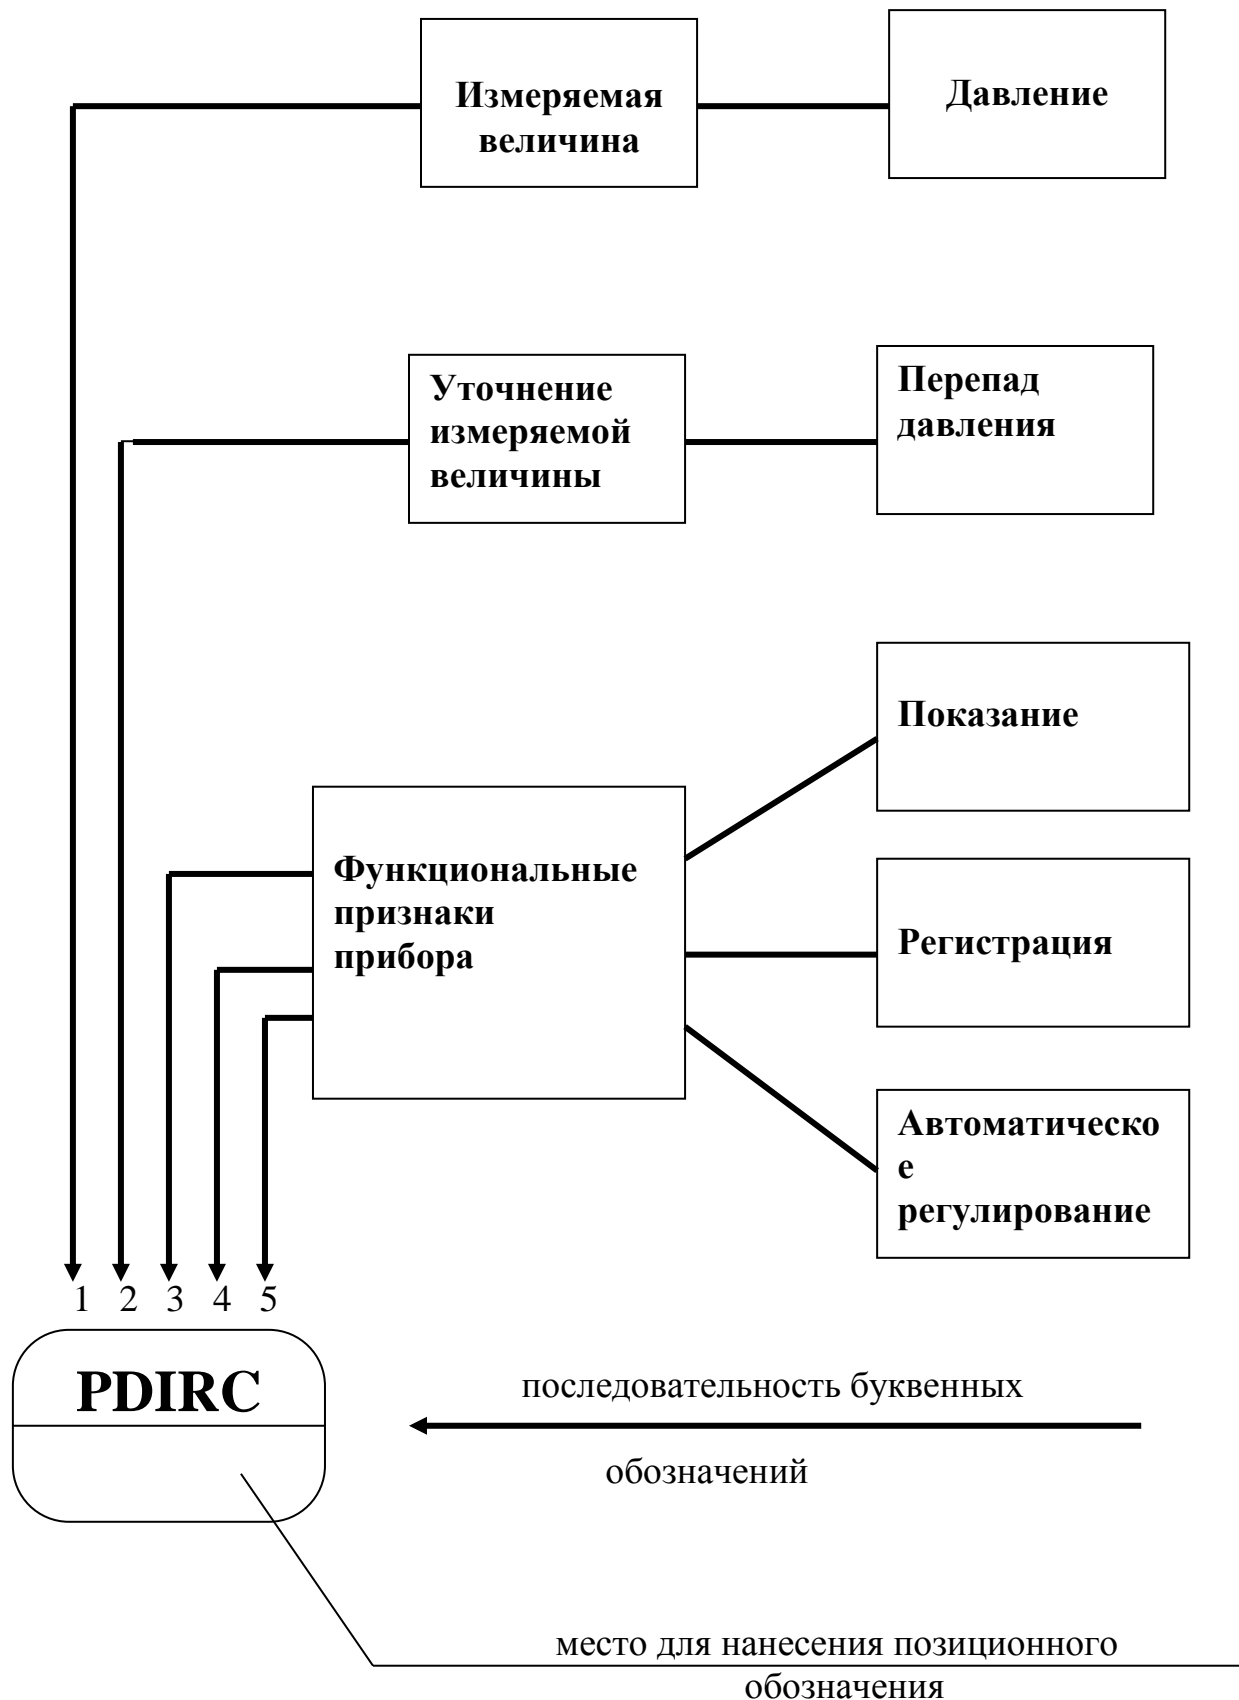 Измеряемая
величина
Давление
Уточнение
измеряемой
величины
Перепад
давления
Показание
Функциональные
признаки
прибора
Регистрация
Автоматическо
е
регулирование
1 2 3 4 5
PDIRC
последовательность буквенных
обозначений
место для нанесения позиционного
обозначения